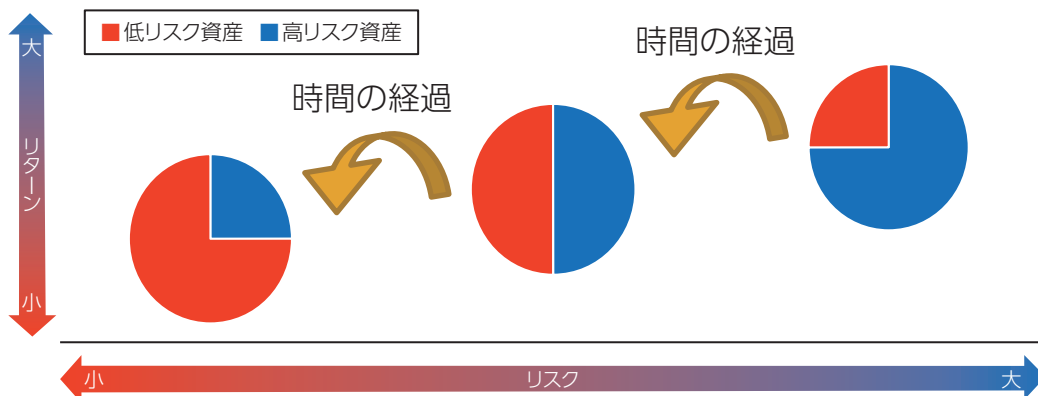 ■低リスク資産 ■高リスク資産
時間の経過
時間の経過
大
リターン
小
小
リスク
大